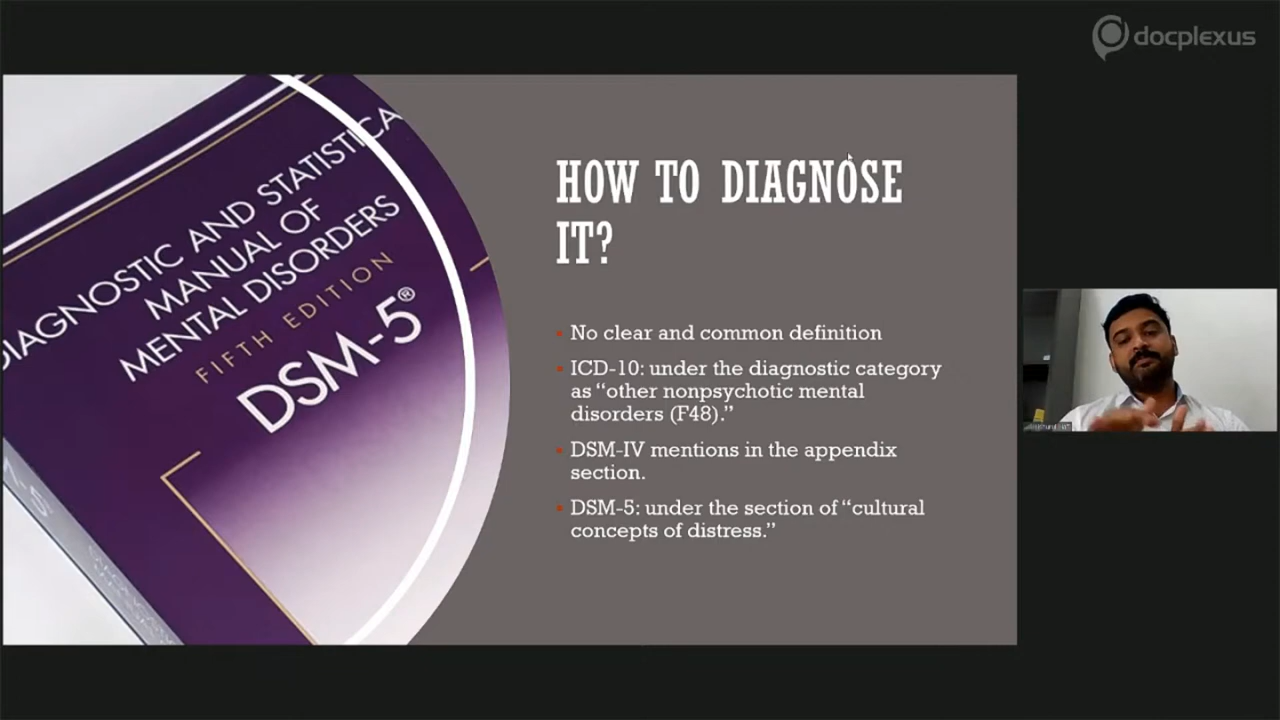 docplexus
DIAGNOSTIC AND STATISTICA
MANUAL OF
MENTAL DISORDERS
FIFTH EDITION
DSM-5®
HOW TO DIAGNOSE
IT?
No clear and common definition
ICD-10: under the diagnostic category
as “other nonpsychotic mental
disorders (F48).”
DSM-IV mentions in the appendix
section.
DSM-5: under the section of “cultural
concepts of distress.”